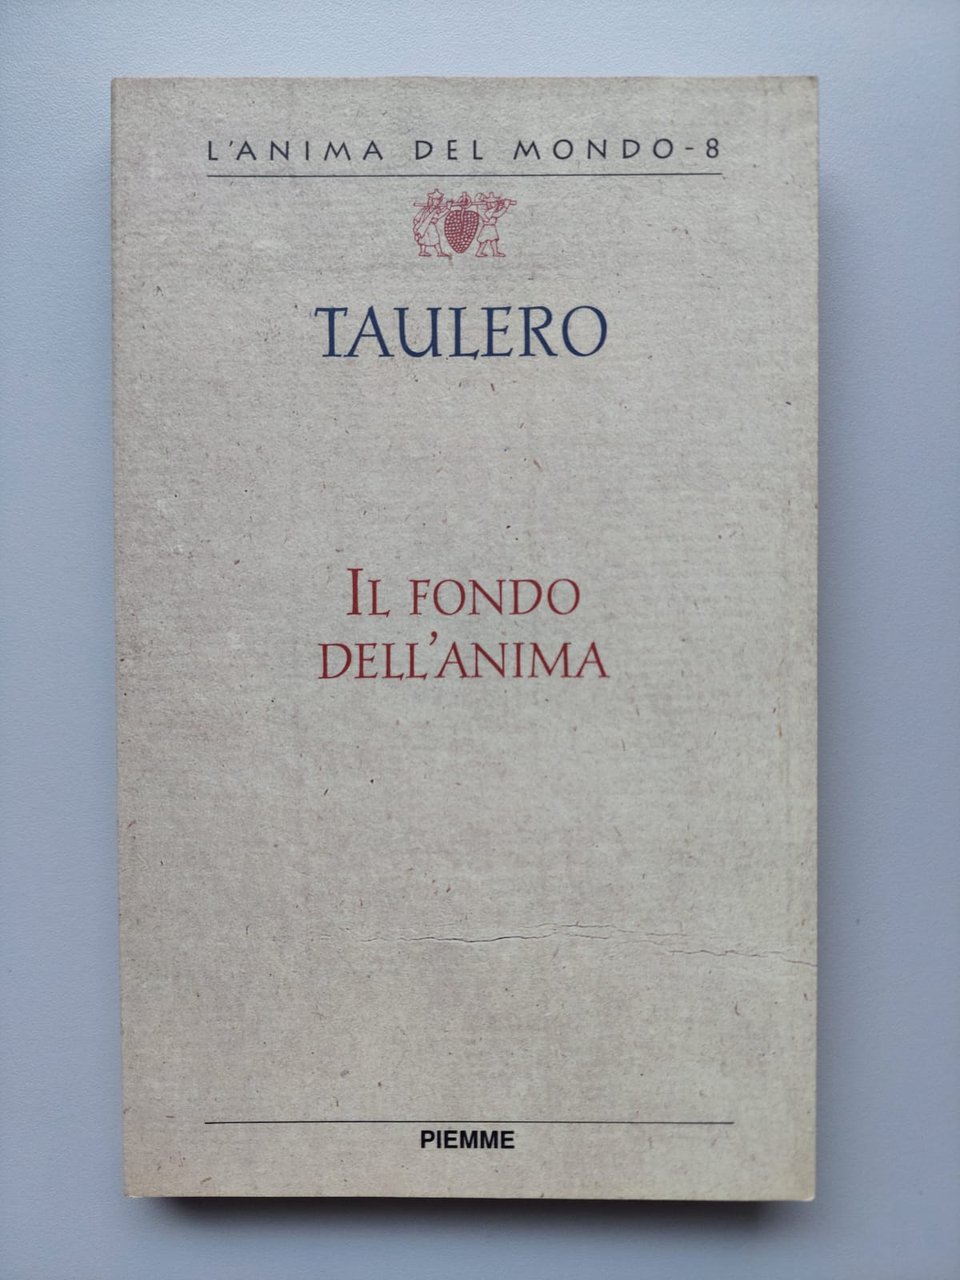 L'ANIMA DEL MONDO-8
TAULERO
IL FONDO
DELL'ANIMA
PIEMME